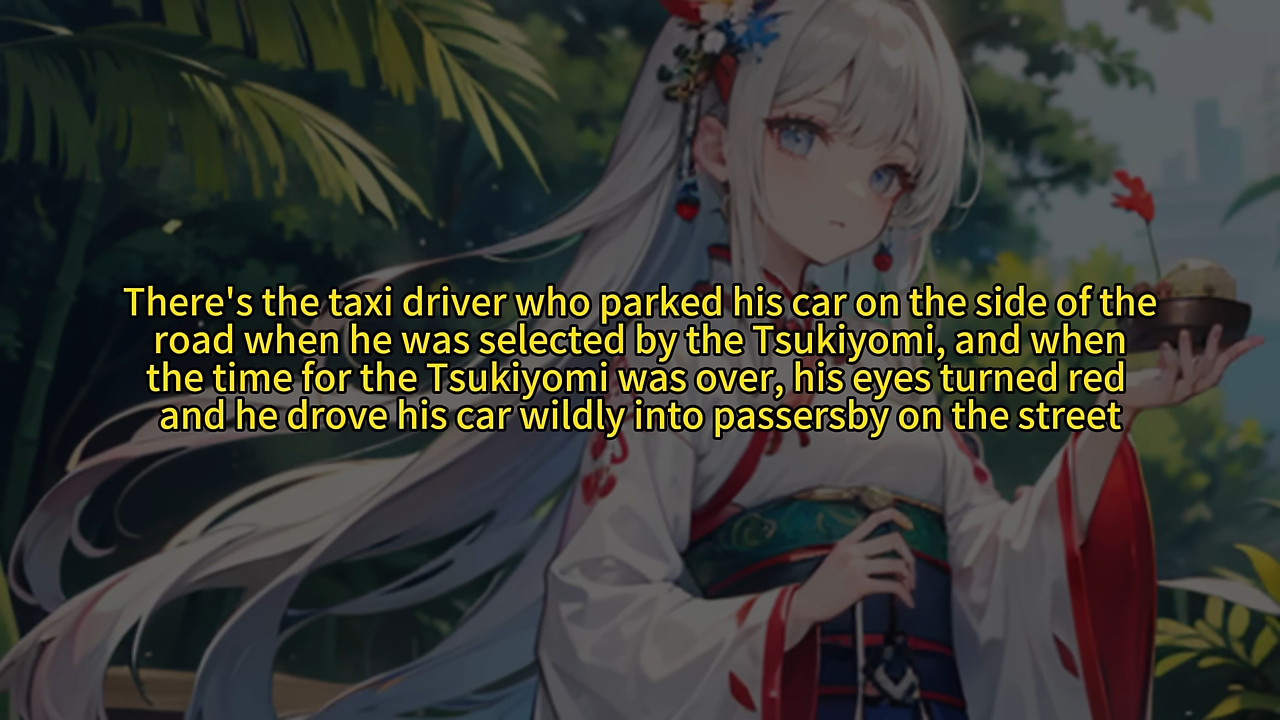 There's the taxi driver who parked his car on the side of the
road when he was selected by the Tsukiyomi, and when
the time for the Tsukiyomi was over, his eyes turned red
and he drove his car wildly into passersby on the street